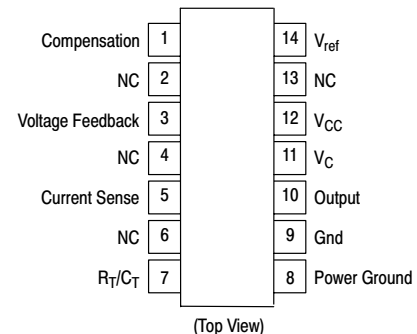 Compensation 1 14 Vref
NC 2 13 NC
Voltage Feedback 3 12 VCC
NC 4 11 VC
Current Sense 5 10 Output
NC 6 9 Gnd
RT/CT 7 8 Power Ground
(Top View)